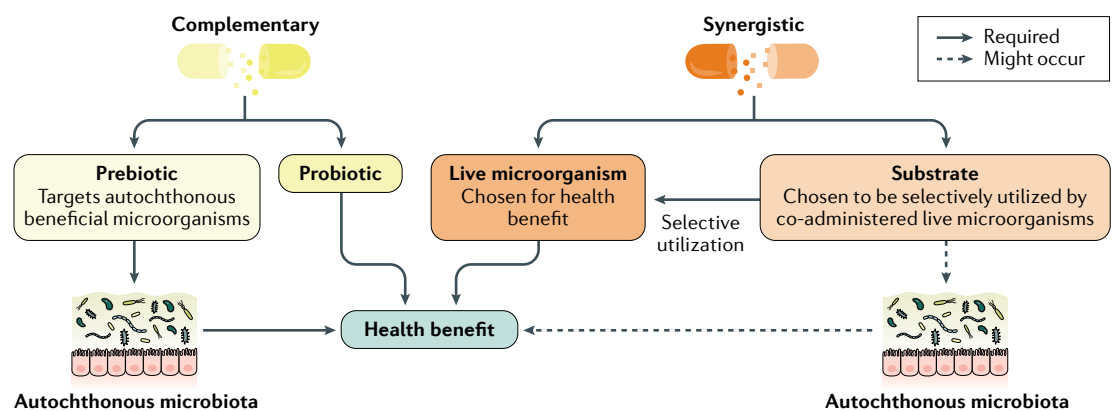 Complementary
Synergistic
Required
Might occur
Prebiotic
Targets autochthonous
beneficial microorganisms
Probiotic
Live microorganism
Chosen for health
benefit
Substrate
Chosen to be selectively utilized by
co-administered live microorganisms
Selective
utilization
Health benefit
Autochthonous microbiota
Autochthonous microbiota